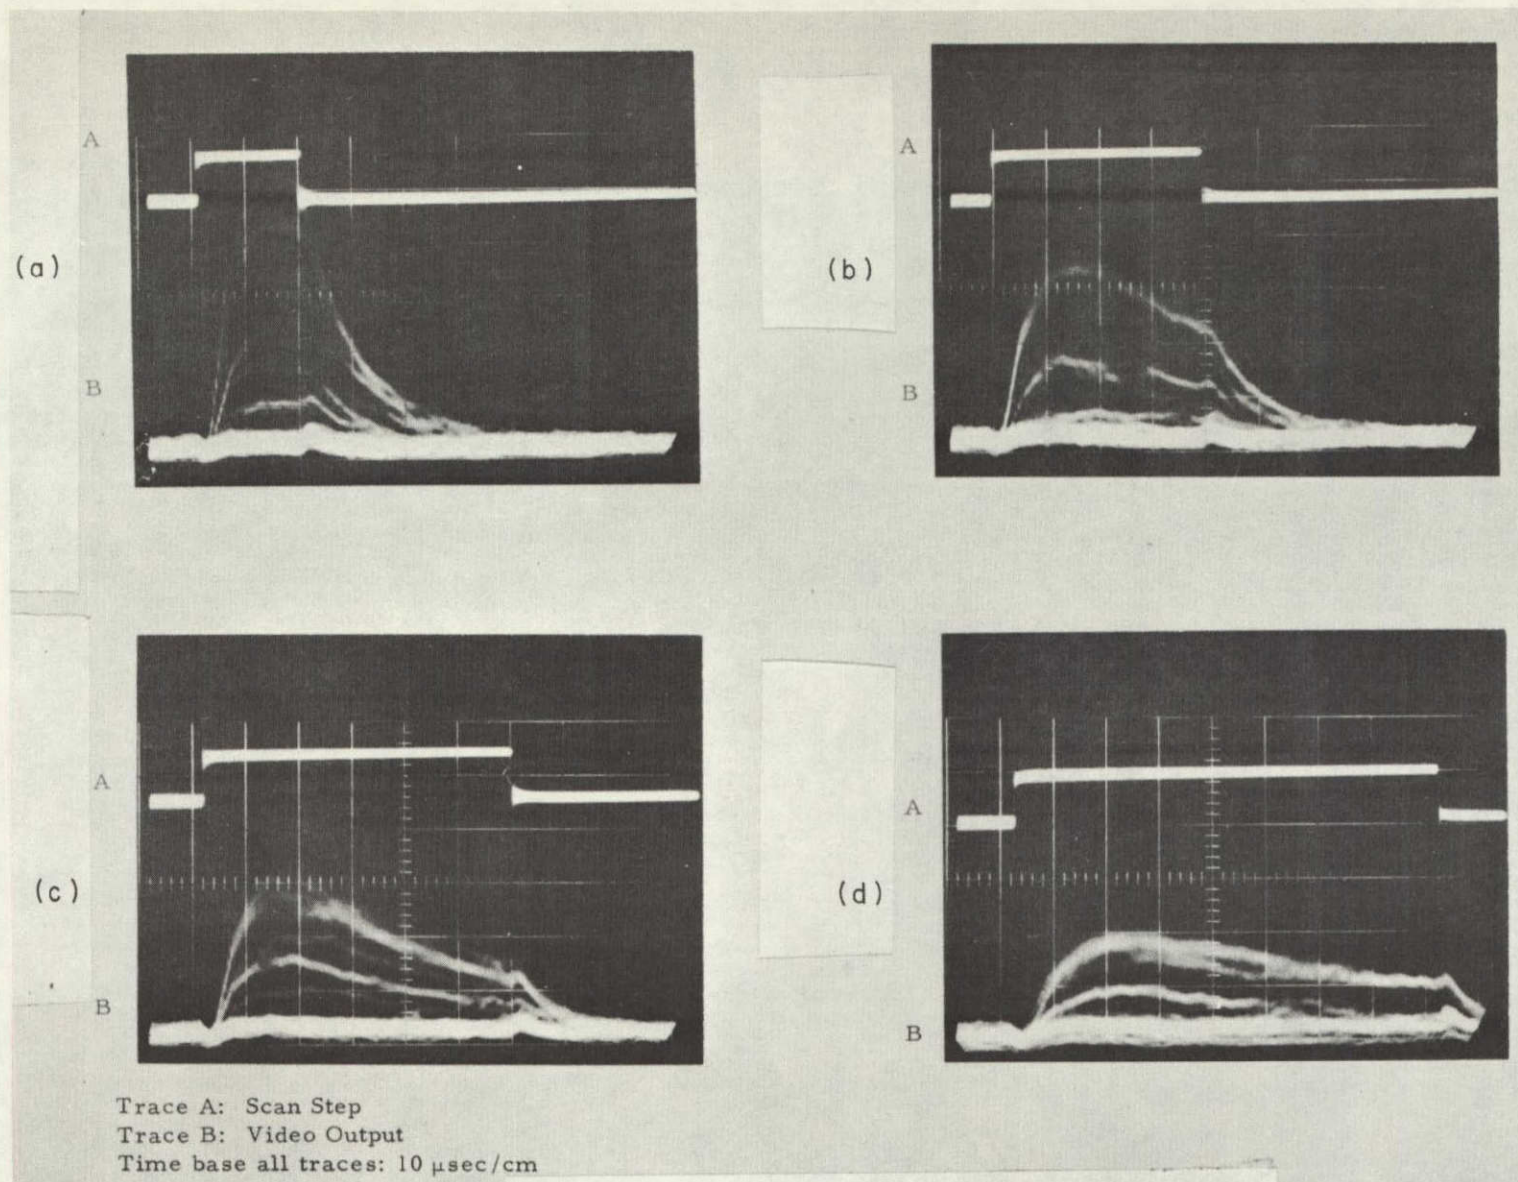 A
A
(a)
(b)
B
B
A
A
(c)
(d)
B
B
Trace A: Scan Step
Trace B: Video Output
Time base all traces: 10 μsec/cm